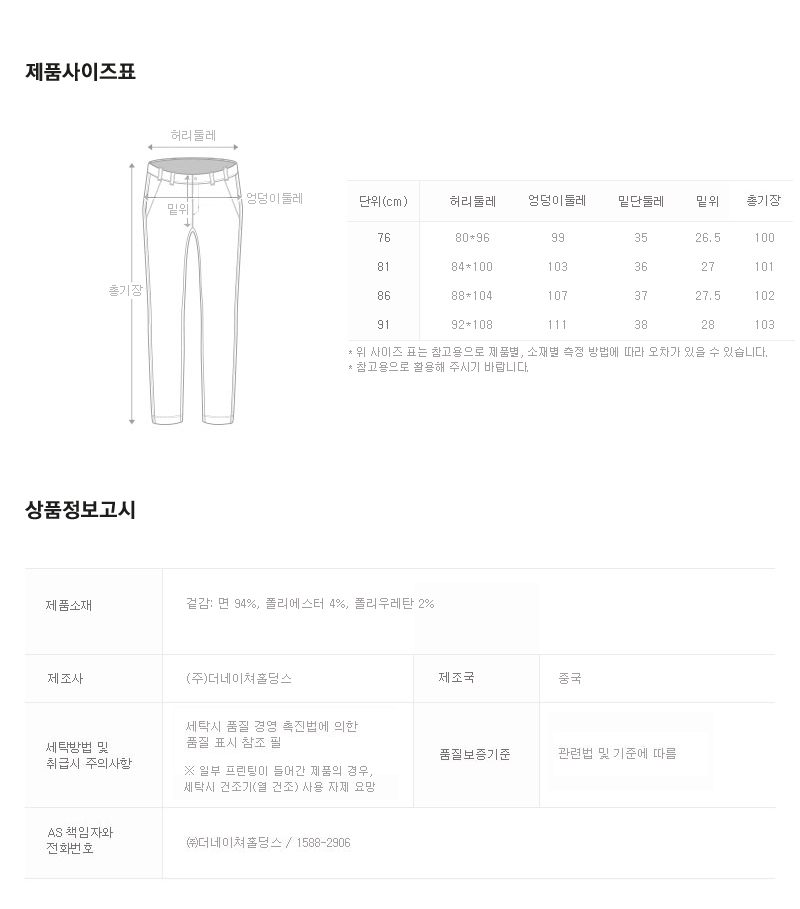 제품사이즈표
허리둘레
엉덩이둘레
밑위
총기장
단위(cm) 허리둘레 엉덩이둘레 밑단둘레 밑위 총기장
76 80*96 99 35 26.5 100
81 84*100 103 36 27 101
86 88*104 107 37 27.5 102
91 92*108 111 38 28 103
* 위 사이즈 표는 참고용으로 제품별, 소재별 측정 방법에 따라 오차가 있을 수 있습니다.
* 참고용으로 활용해 주시기 바랍니다.
상품정보고시
제품소재 겉감: 면 94%, 폴리에스터 4%, 폴리우레탄 2%
제조사 (주)더네이쳐홀딩스 제조국 중국
세탁방법 및
취급시 주의사항
세탁시 품질 경영 촉진법에 의한
품질 표시 참조 필
※ 일부 프린팅이 들어간 제품의 경우,
세탁시 건조기(열 건조) 사용 자제 요망
품질보증기준 관련법 및 기준에 따름
AS 책임자와
전화번호
㈜더네이쳐홀딩스 / 1588-2906